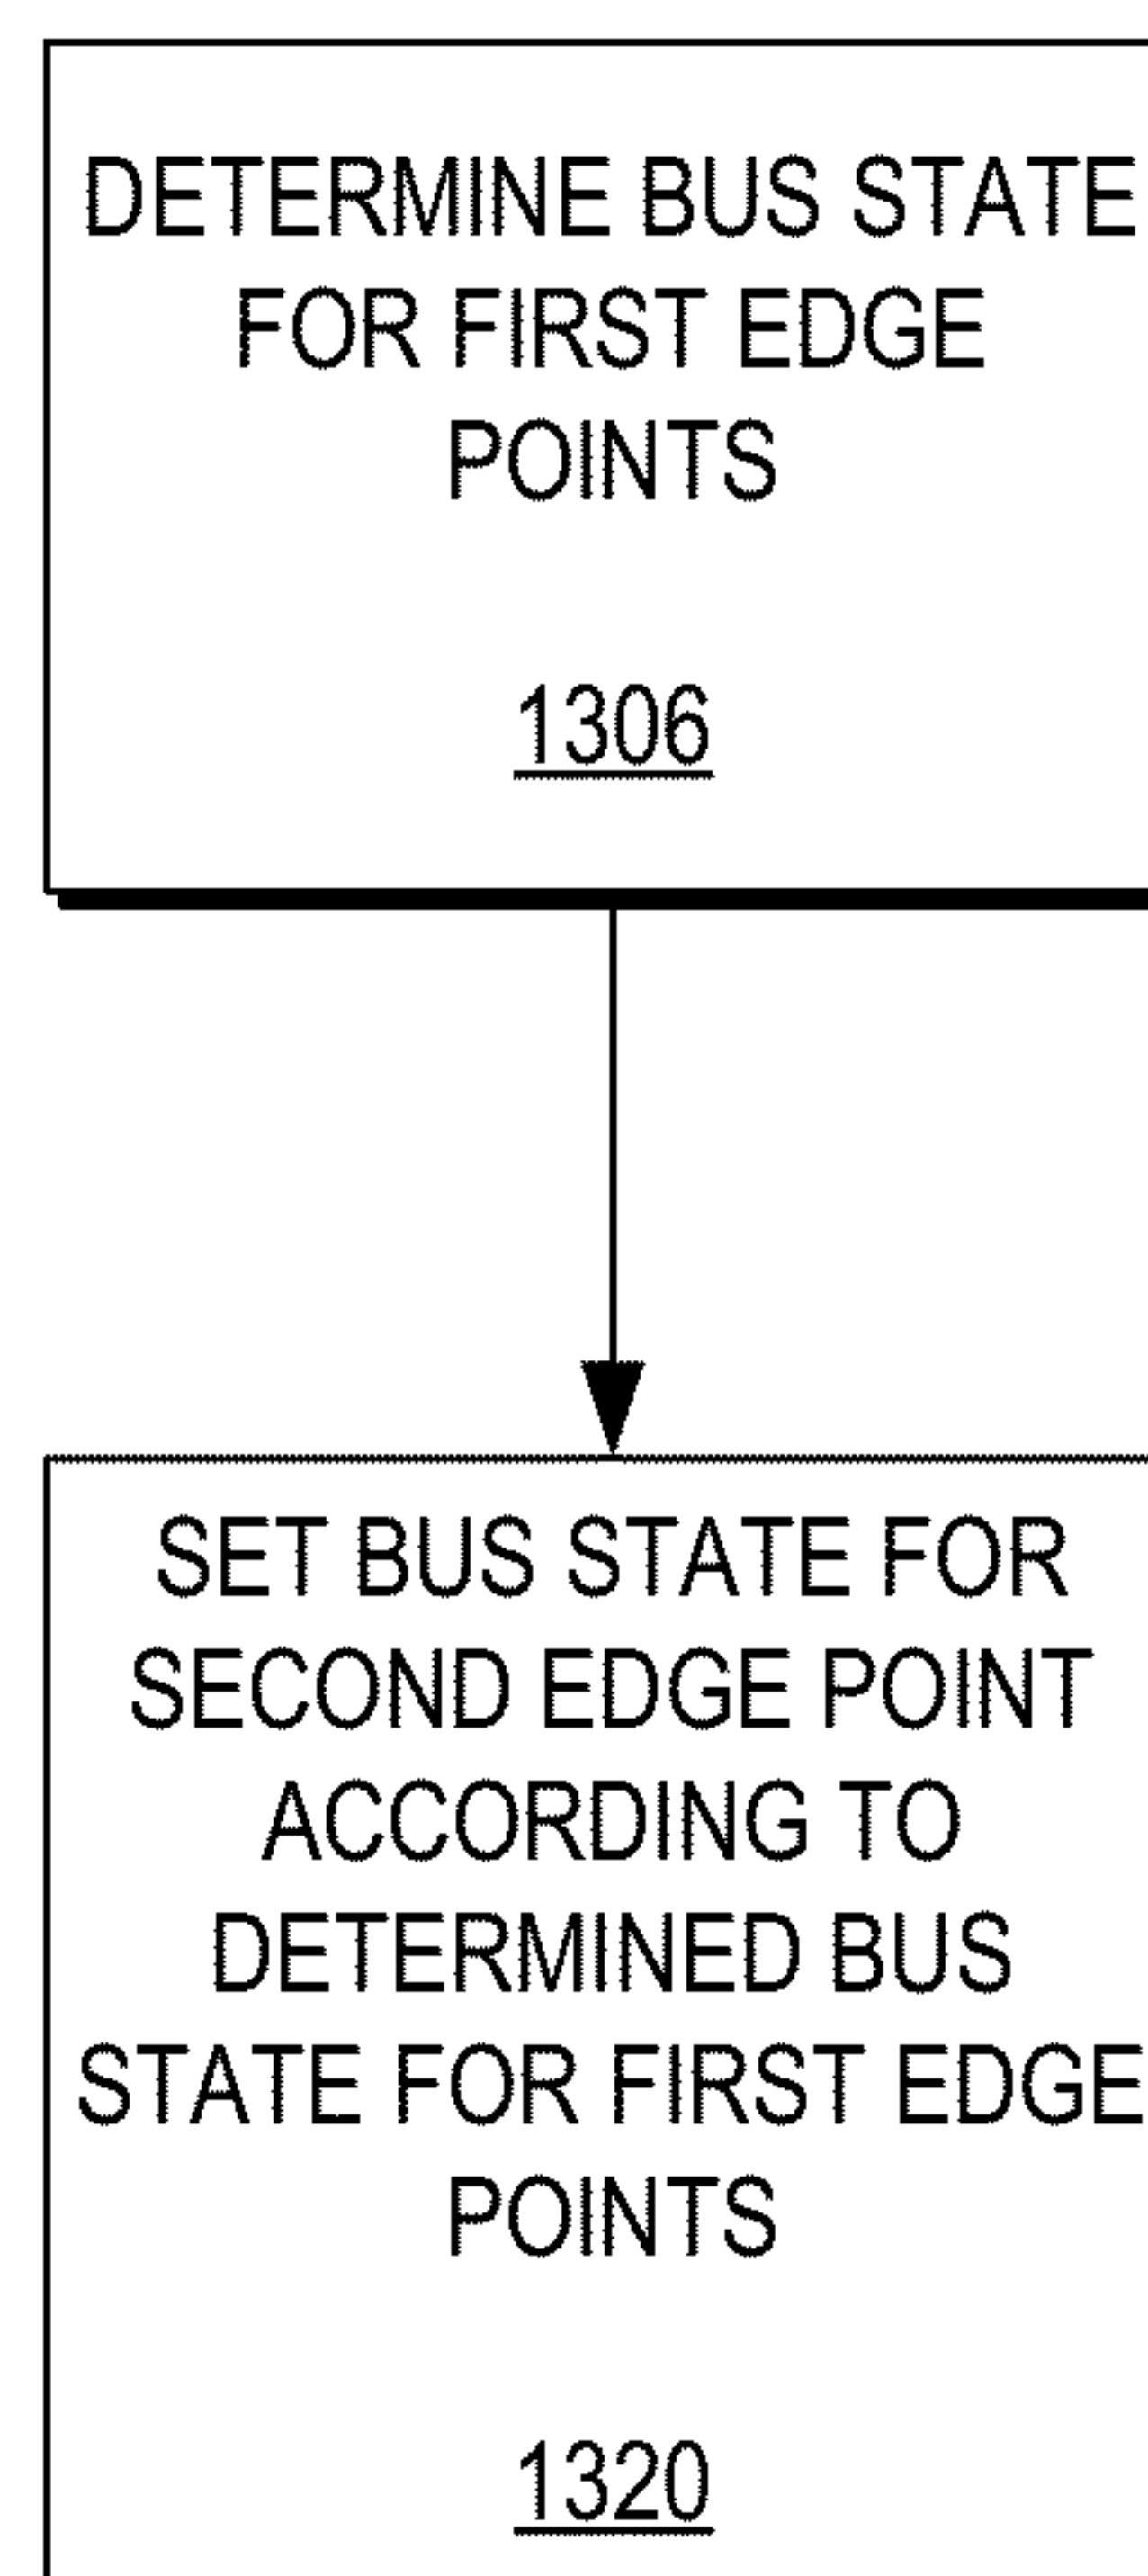 DETERMINE BUS STATE
FOR FIRST EDGE
POINTS
1306
SET BUS STATE FOR
SECOND EDGE POINT
ACCORDING TO
DETERMINED BUS
STATE FOR FIRST EDGE
POINTS
1320